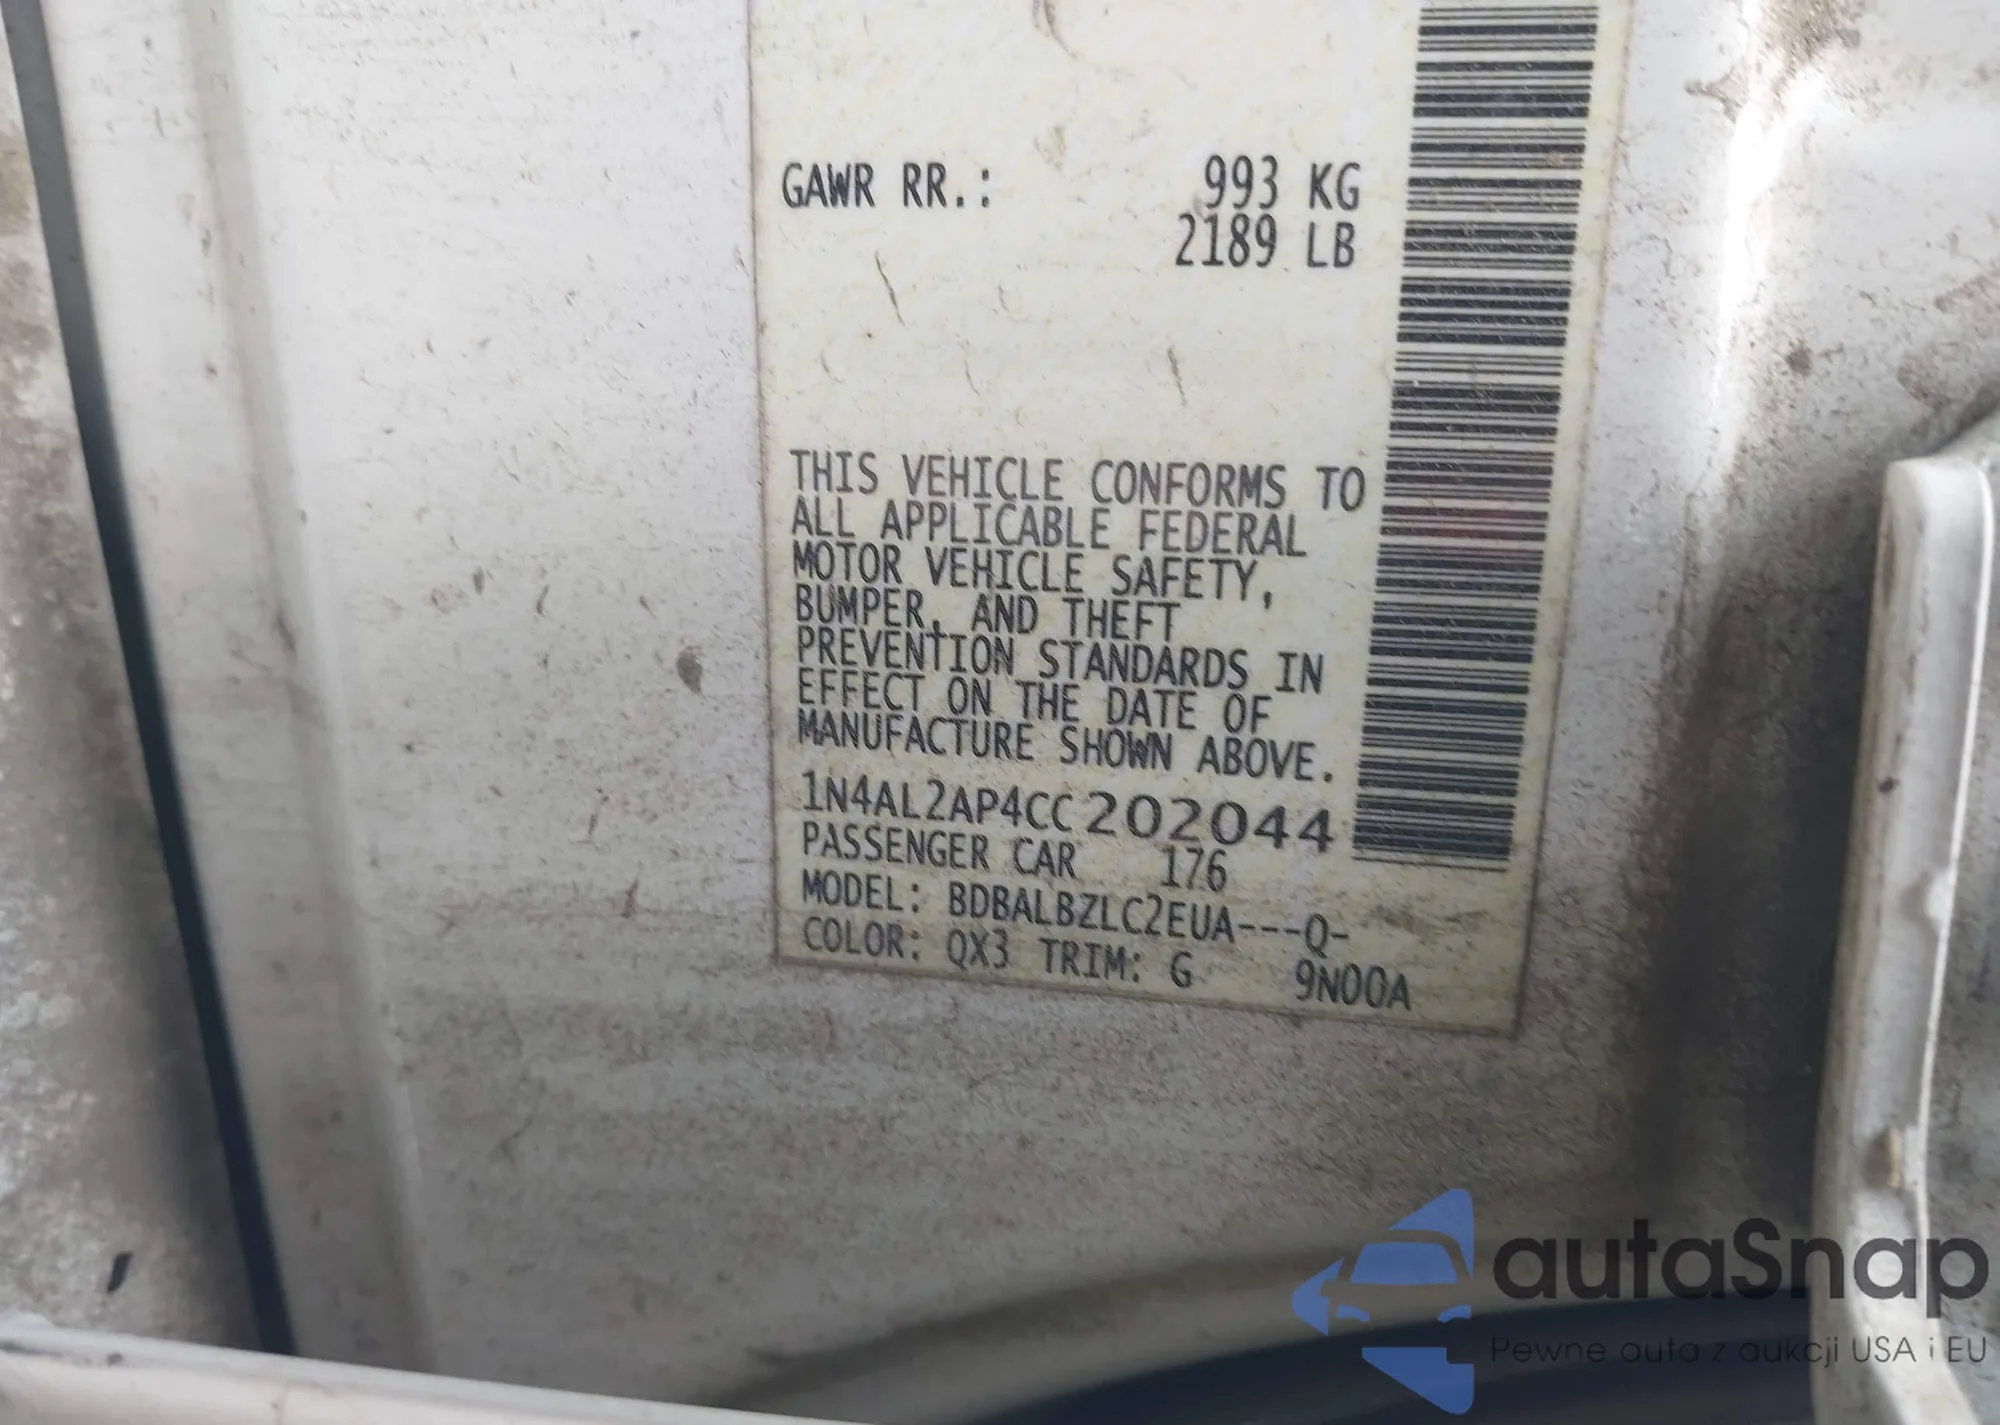 GAWR RR.: 993 KG
2189 LB
THIS VEHICLE CONFORMS TO
ALL APPLICABLE FEDERAL
MOTOR VEHICLE SAFETY,
BUMPER, AND THEFT
PREVENTION STANDARDS IN
EFFECT ON THE DATE OF
MANUFACTURE SHOWN ABOVE.
1N4AL2AP4CC202044
PASSENGER CAR 176
MODEL: BDBALBZLC2EUA---Q-
COLOR: QX3 TRIM: G 9N00A
autaSnap
Pewne auta z aukcji USA i EU